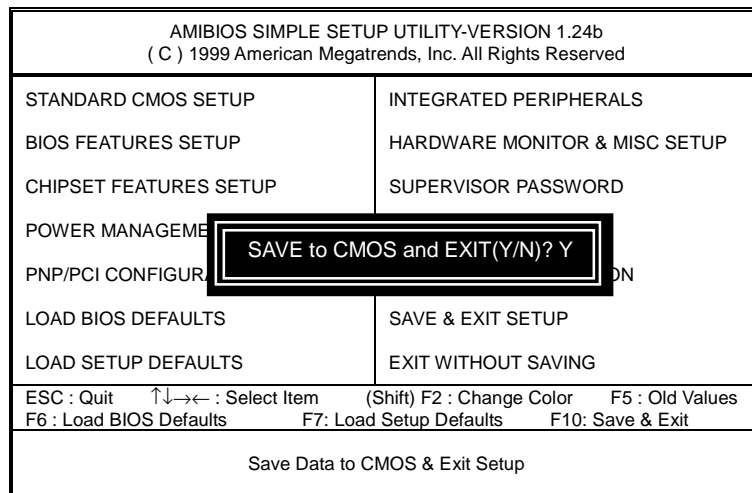 AMIBIOS SIMPLE SETUP UTILITY-VERSION 1.24b
( C ) 1999 American Megatrends, Inc. All Rights Reserved
STANDARD CMOS SETUP
INTEGRATED PERIPHERALS
BIOS FEATURES SETUP
HARDWARE MONITOR & MISC SETUP
CHIPSET FEATURES SETUP
SUPERVISOR PASSWORD
POWER
SAVE to CMOS and EXIT(Y/N)? Y
PNP/PCI
LOAD BIOS DEFAULTS
SAVE & EXIT SETUP
LOAD SETUP DEFAULTS
EXIT WITHOUT SAVING
ESC : Quit ↑↓→← : Select Item (Shift) F2 : Change Color F5 : Old Values
F6 : Load BIOS Defaults F7: Load Setup Defaults F10: Save & Exit
Save Data to CMOS & Exit Setup